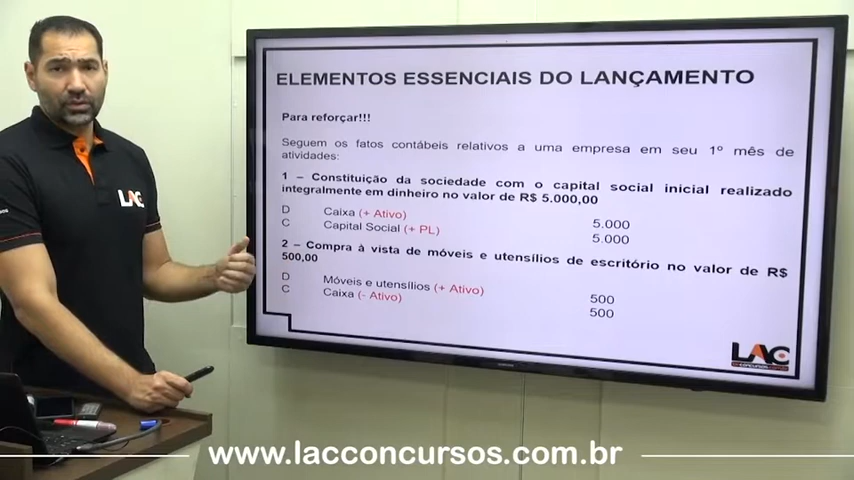 ELEMENTOS ESSENCIAIS DO LANÇAMENTO
Para reforçar!!!
Seguem os fatos contábeis relativos a uma empresa em seu 1º mês de
atividades:
1 – Constituição da sociedade com o capital social inicial realizado
integralmente em dinheiro no valor de R$ 5.000,00
D Caixa (+ Ativo) 5.000
C Capital Social (+ PL) 5.000
2 – Compra à vista de móveis e utensílios de escritório no valor de R$
500,00
D Móveis e utensílios (+ Ativo) 500
C Caixa (- Ativo) 500
LAC
CONCURSOS
LAC
www.lacconcursos.com.br